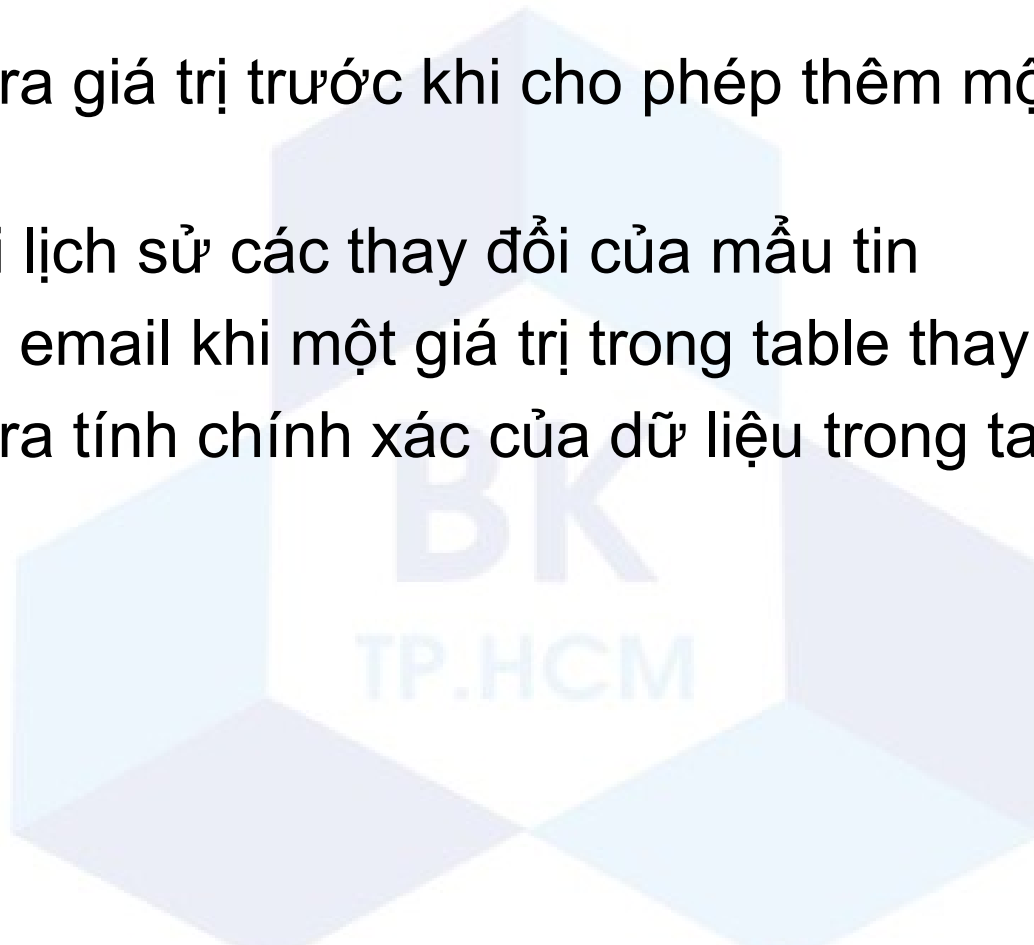 ra giá trị trước khi cho phép thêm mộ
i lịch sử các thay đổi của mẩu tin
email khi một giá trị trong table thay
ra tính chính xác của dữ liệu trong ta
BK
TP.HCM